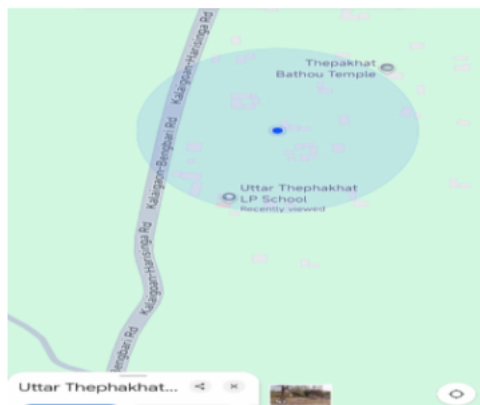 Kalaigaon-Harisinga Rd
Thepakhat
Bathou Temple
Kalaigaon-Bengbari Rd
Uttar Thephakhat
LP School
Recently viewed
Kalaigaon-Harisinga Rd
Bengbari Rd
Uttar Thephakhat...